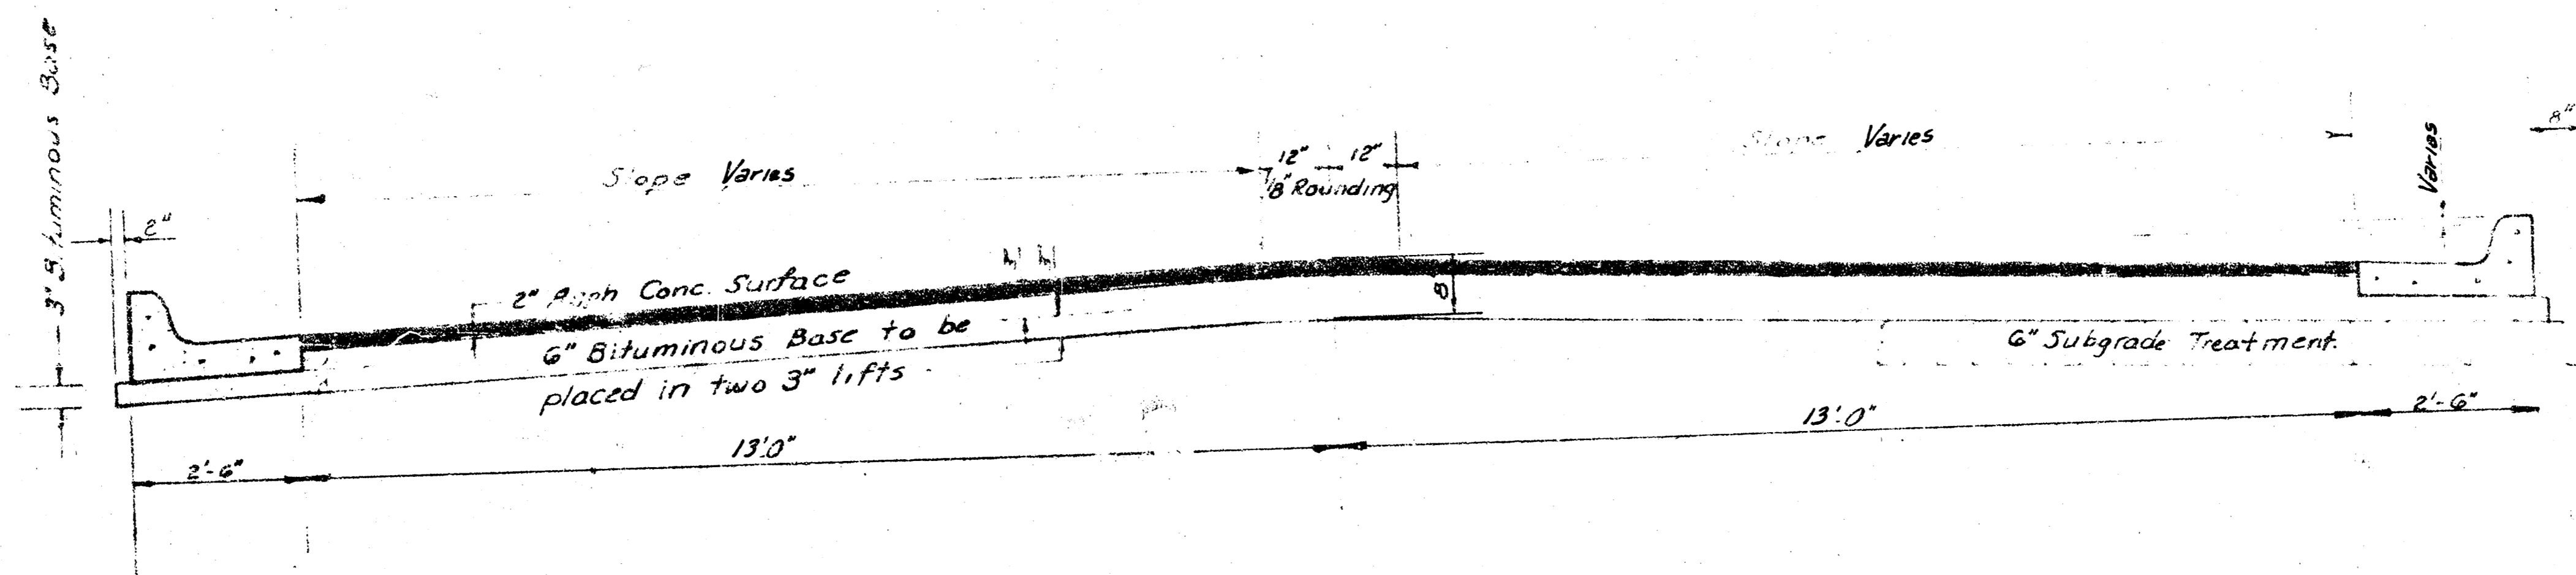 3" Bituminous Base
2"
Slope Varies
12" 12"
1/8" Rounding
Slope Varies
Varies
8"
2" Asph Conc. Surface
6" Bituminous Base to be
placed in two 3" lifts
8
6" Subgrade Treatment.
2'-6"
13'.0"
13'.0"
2'-6"